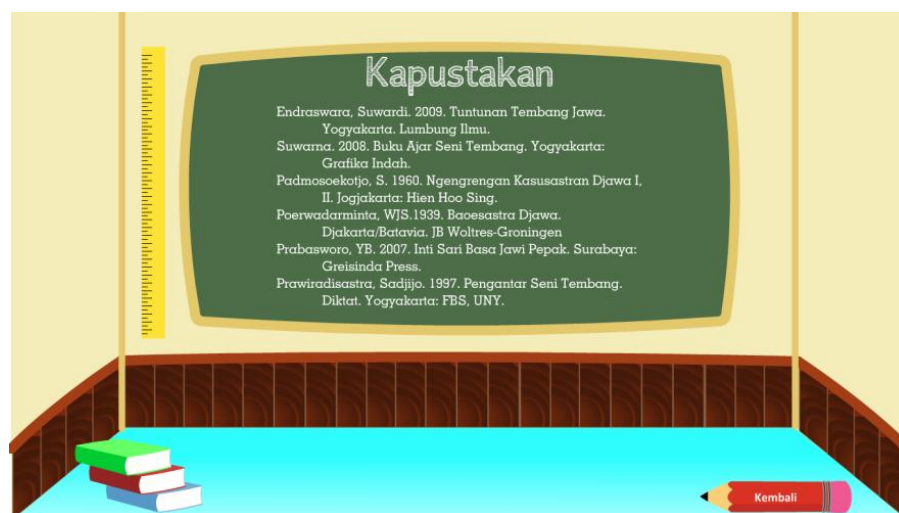 Kapustakan
Endraswara, Suwardi. 2009. Tuntunan Tembang Jawa.
Yogyakarta. Lumbung Ilmu.
Suwarna. 2008. Buku Ajar Seni Tembang. Yogyakarta:
Grafika Indah.
Padmosoekotjo, S. 1960. Ngengrengan Kasusastran Djawa I,
II. Jogjakarta: Hien Hoo Sing.
Poerwadarminta, WJS.1939. Baoesastra Djawa.
Djakarta/Batavia. JB Woltres-Groningen
Prabasworo, YB. 2007. Inti Sari Basa Jawi Pepak. Surabaya:
Greisinda Press.
Prawiradisastra, Sadjijo. 1997. Pengantar Seni Tembang.
Diktat. Yogyakarta: FBS, UNY.
Kembali